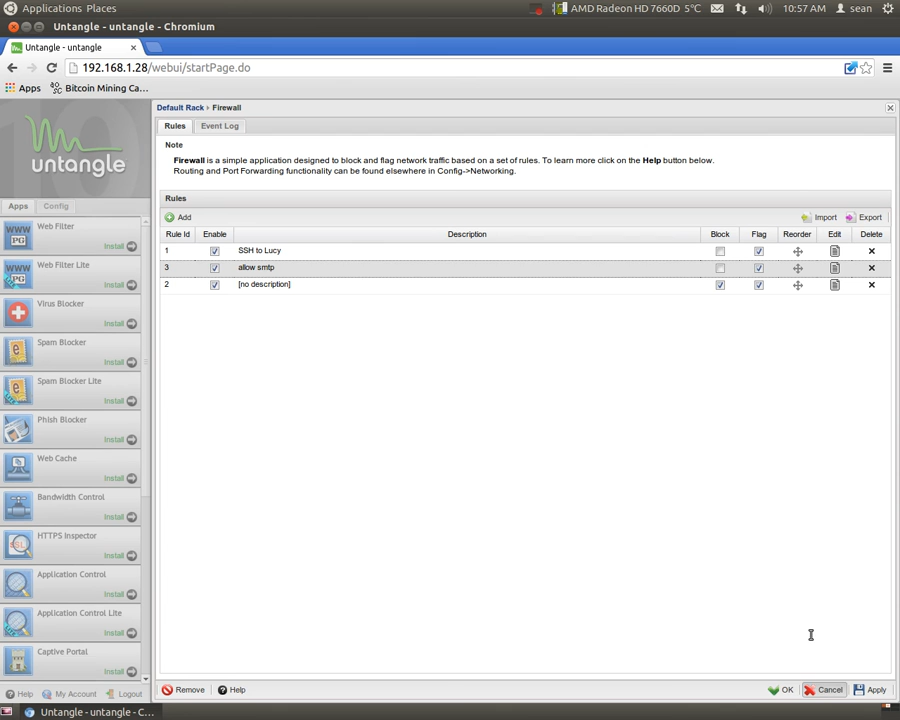 Applications Places
AMD Radeon HD 7660D 5°C
10:57 AM
sean
Untangle - untangle - Chromium
Untangle - untangle
192.168.1.28/webui/startPage.do
Apps
Bitcoin Mining Ca...
10
untangle
Default Rack
Firewall
Rules
Event Log
Note
Firewall is a simple application designed to block and flag network traffic based on a set of rules. To learn more click on the Help button below.
Routing and Port Forwarding functionality can be found elsewhere in Config->Networking.
Rules
Add
Import
Export
Rule Id Enable Description Block Flag Reorder Edit Delete
1 SSH to Lucy
3 allow smtp
2 [no description]
Apps
Config
WWW
PG
Web Filter
Install
WWW
PG
Web Filter Lite
Install
Virus Blocker
Install
Spam Blocker
Install
Spam Blocker Lite
Install
Phish Blocker
Install
Web Cache
Install
Bandwidth Control
Install
SSL
HTTPS Inspector
Install
Application Control
Install
Application Control Lite
Install
Captive Portal
Install
Help
My Account
Logout
Remove
Help
OK
Cancel
Apply
Untangle - untangle - C...